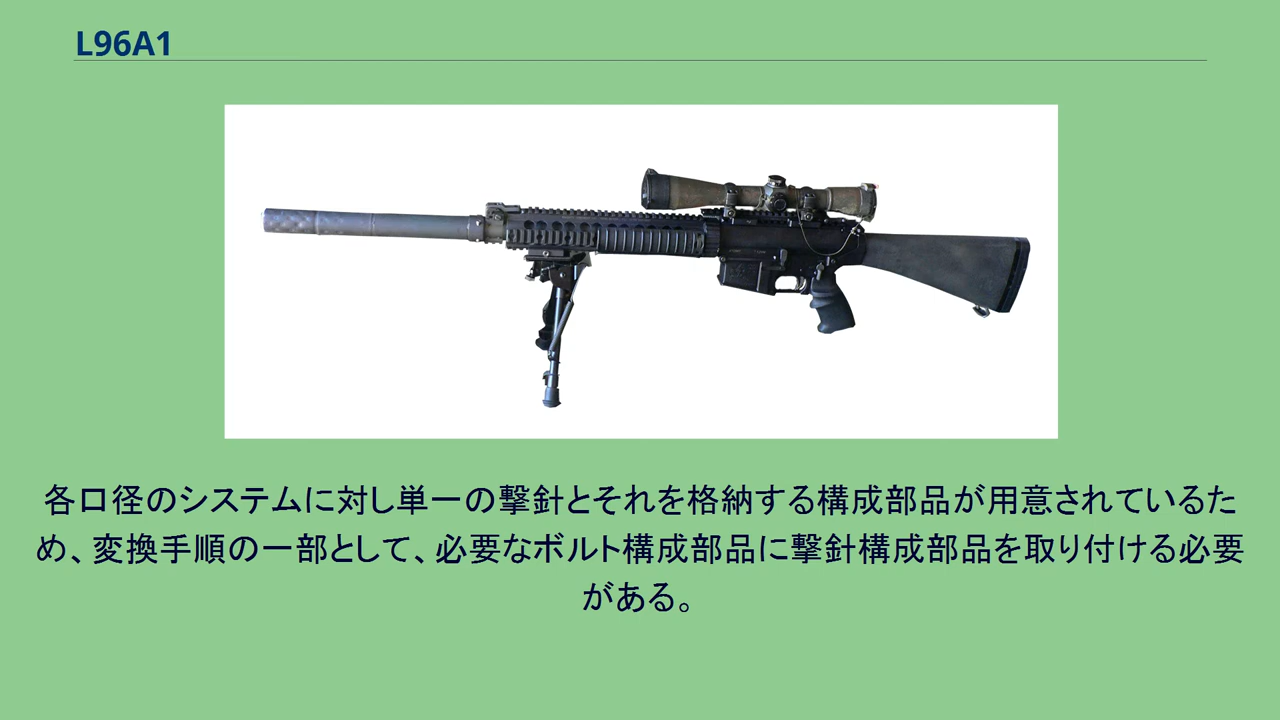 L96A1
各口径のシステムに対し単一の撃針とそれを格納する構成部品が用意されているた
め、変換手順の一部として、必要なボルト構成部品に撃針構成部品を取り付ける必要
がある。